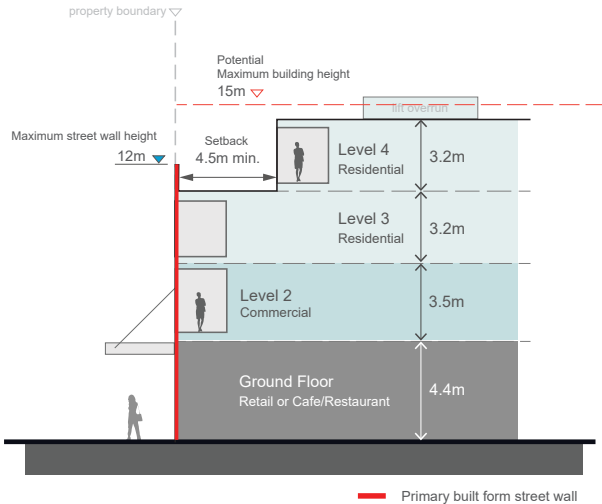 property boundary
Potential
Maximum building height
15m
lift overrun
Maximum street wall height
12m
Setback
4.5m min.
Level 4
Residential
3.2m
Level 3
Residential
3.2m
Level 2
Commercial
3.5m
Ground Floor
Retail or Cafe/Restaurant
4.4m
Primary built form street wall